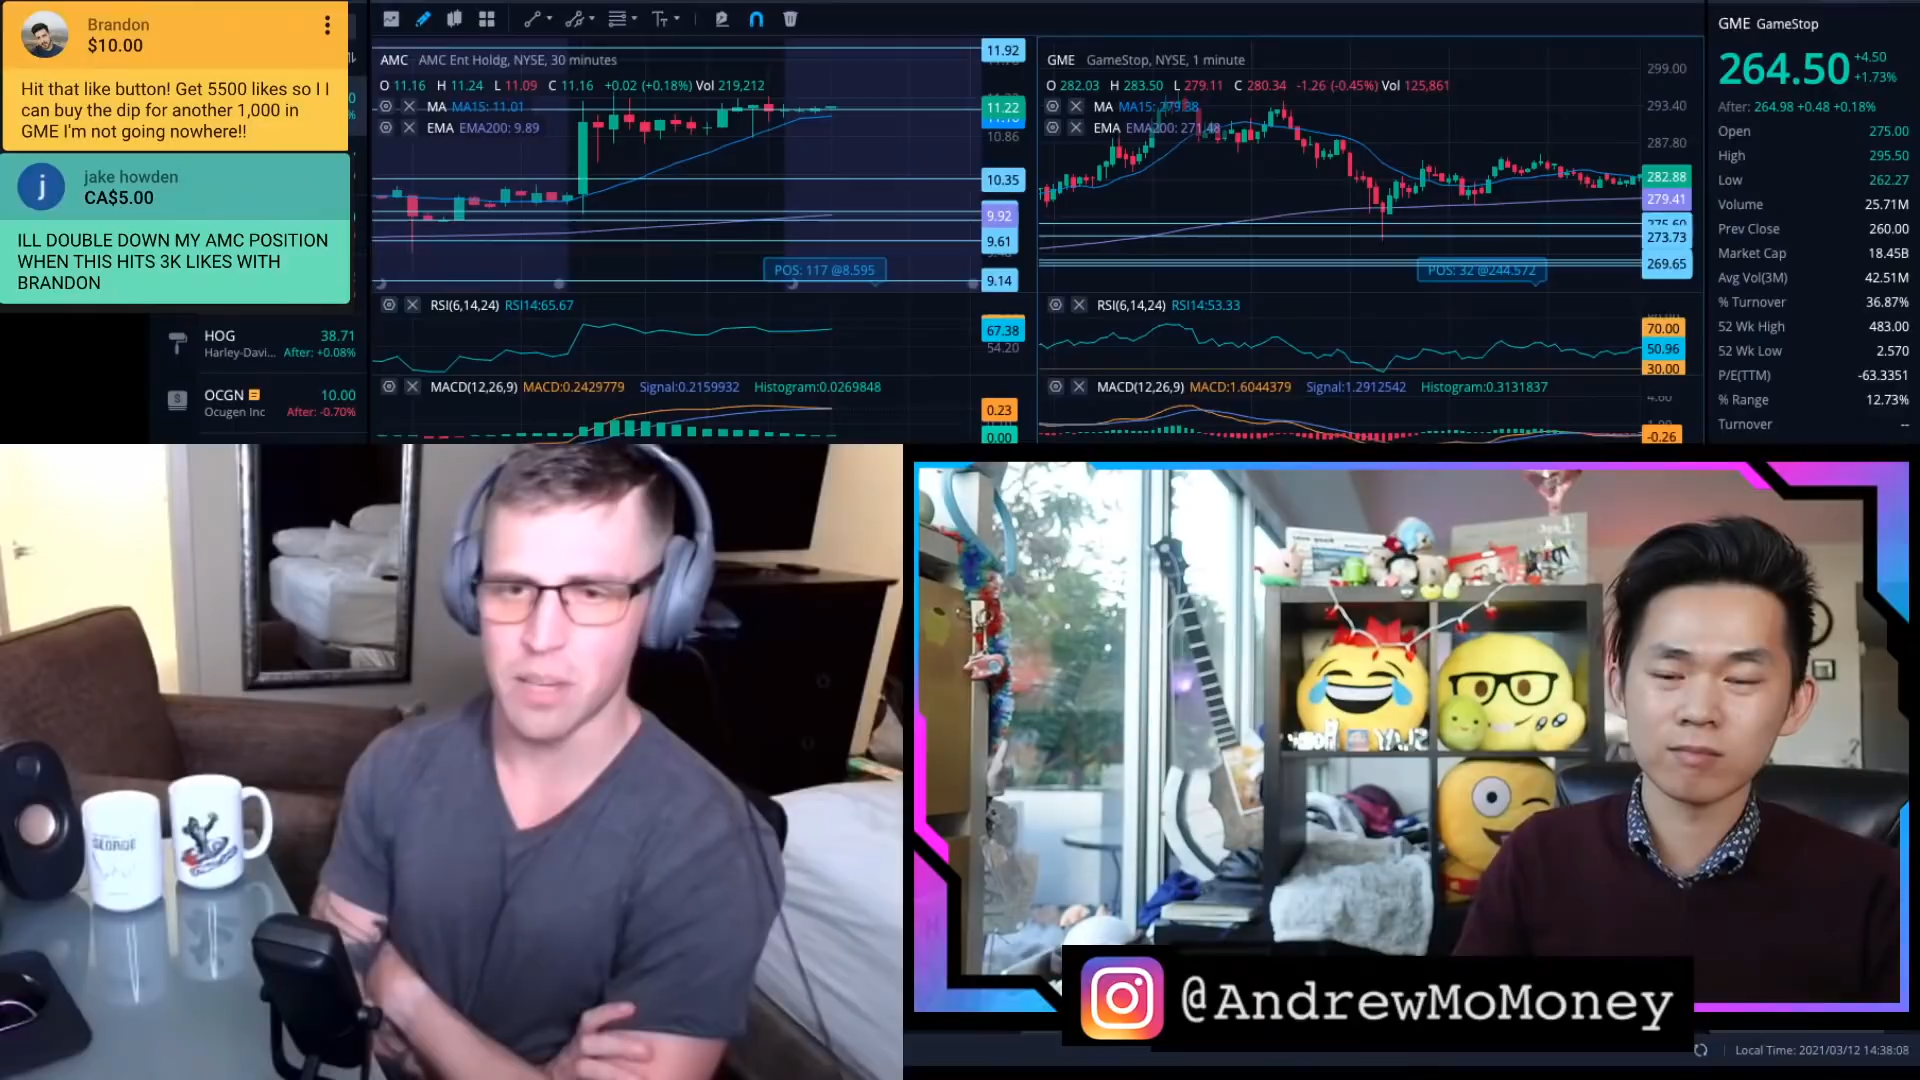 Brandon
$10.00
Hit that like button! Get 5500 likes so I I
can buy the dip for another 1,000 in
GME I'm not going nowhere!!
j
jake howden
CA$5.00
ILL DOUBLE DOWN MY AMC POSITION
WHEN THIS HITS 3K LIKES WITH
BRANDON
HOG
38.71
Harley-Davi...
After: +0.08%
OCGN
10.00
Ocugen Inc
After: -0.70%
AMC AMC Ent Holdg, NYSE, 30 minutes
O 11.16 H 11.24 L 11.09 C 11.16 +0.02 (+0.18%) Vol 219,212
MA MA15: 11.01
EMA EMA200: 9.89
11.92
11.22
10.86
10.35
9.92
9.61
9.14
POS: 117 @8.595
RSI(6,14,24) RSI14:65.67
67.38
54.20
MACD(12,26,9) MACD:0.2429779 Signal:0.2159932 Histogram:0.0269848
0.23
0.00
GME GameStop, NYSE, 1 minute
O 282.03 H 283.50 L 279.11 C 280.34 -1.26 (-0.45%) Vol 125,861
MA MA15: 279.88
EMA EMA200: 271.48
299.00
293.40
287.80
282.88
279.41
275.60
273.73
269.65
POS: 32 @244.572
RSI(6,14,24) RSI14:53.33
70.00
50.96
30.00
MACD(12,26,9) MACD:1.6044379 Signal:1.2912542 Histogram:0.3131837
4.60
-0.26
GME GameStop
264.50
+4.50
+1.73%
After: 264.98 +0.48 +0.18%
Open 275.00
High 295.50
Low 262.27
Volume 25.71M
Prev Close 260.00
Market Cap 18.45B
Avg Vol(3M) 42.51M
% Turnover 36.87%
52 Wk High 483.00
52 Wk Low 2.570
P/E(TTM) -63.3351
% Range 12.73%
Turnover --
GEORGE
@AndrewMoMoney
Local Time: 2021/03/12 14:38:08